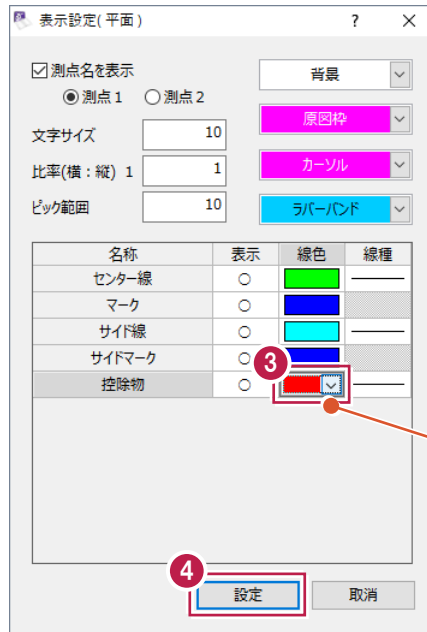 表示設定(平面)
?
×
測点名を表示
測点1
測点2
文字サイズ
10
比率(横：縦) 1
1
ピック範囲
10
背景
原図枠
カーソル
ラバーバンド
名称 表示 線色 線種
センター線 ○
マーク ○
サイド線 ○
サイドマーク ○
控除物 ○
3
4
設定
取消